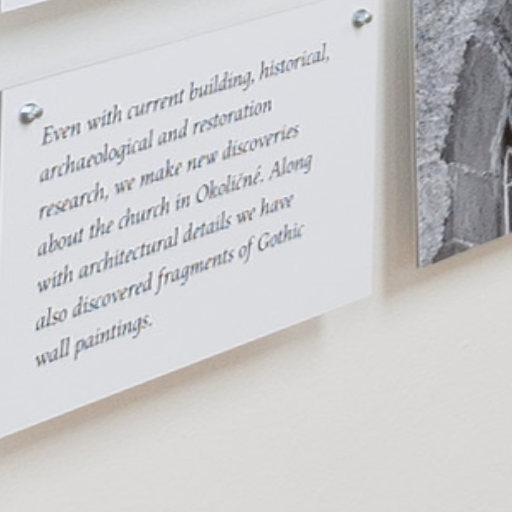 Even with current building, historical,
archaeological and restoration
research, we make new discoveries
about the church in Okoličné. Along
with architectural details we have
also discovered fragments of Gothic
wall paintings.